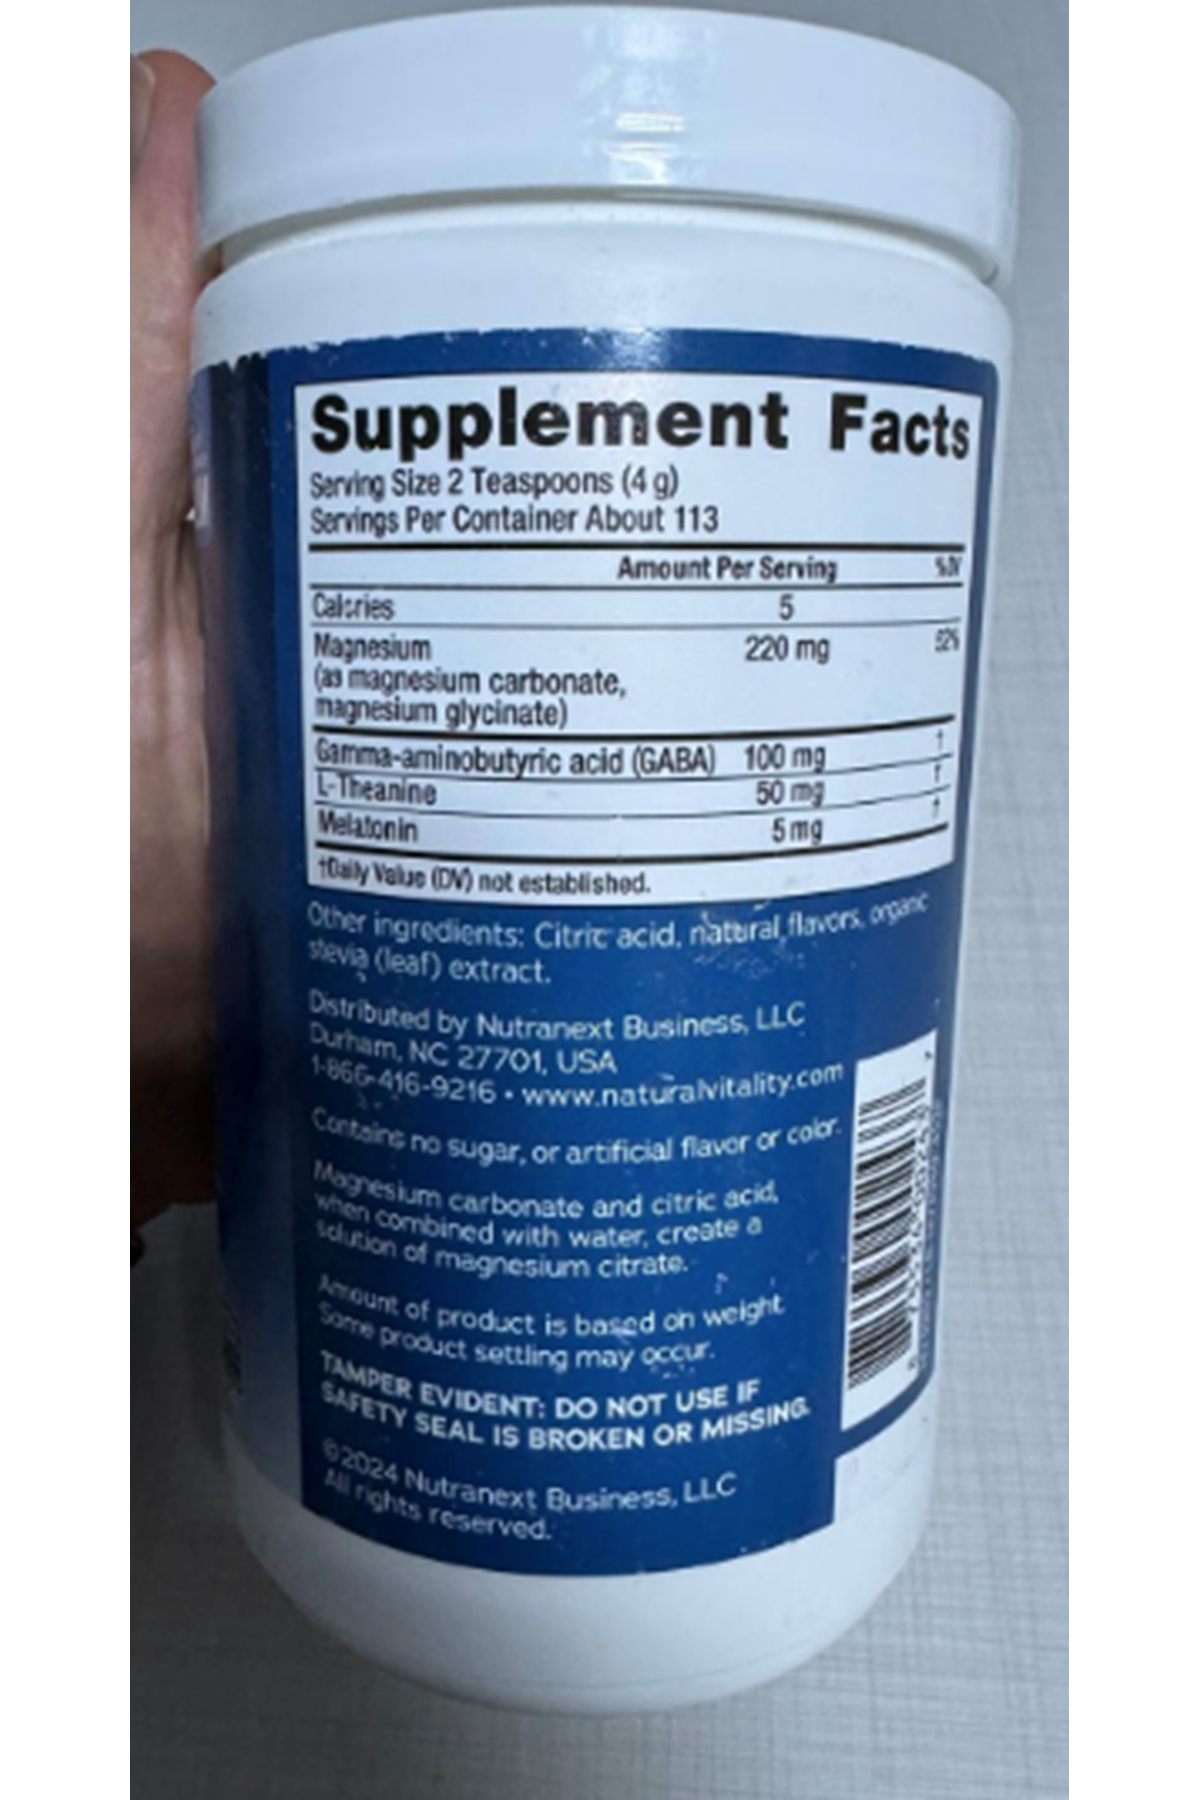 Supplement Facts
Serving Size 2 Teaspoons (4 g)
Servings Per Container About 113
Amount Per Serving %DV
Calories 5
Magnesium 220 mg 52%
(as magnesium carbonate,
magnesium glycinate)
Gamma-aminobutyric acid (GABA) 100 mg †
L-Theanine 50 mg †
Melatonin 5 mg †
†Daily Value (DV) not established.
Other ingredients: Citric acid, natural flavors, organic
stevia (leaf) extract.
Distributed by Nutranext Business, LLC
Durham, NC 27701, USA
1-866-416-9216 • www.naturalvitality.com
Contains no sugar, or artificial flavor or color.
Magnesium carbonate and citric acid,
when combined with water, create a
solution of magnesium citrate.
Amount of product is based on weight.
Some product settling may occur.
TAMPER EVIDENT: DO NOT USE IF
SAFETY SEAL IS BROKEN OR MISSING.
©2024 Nutranext Business, LLC
All rights reserved.